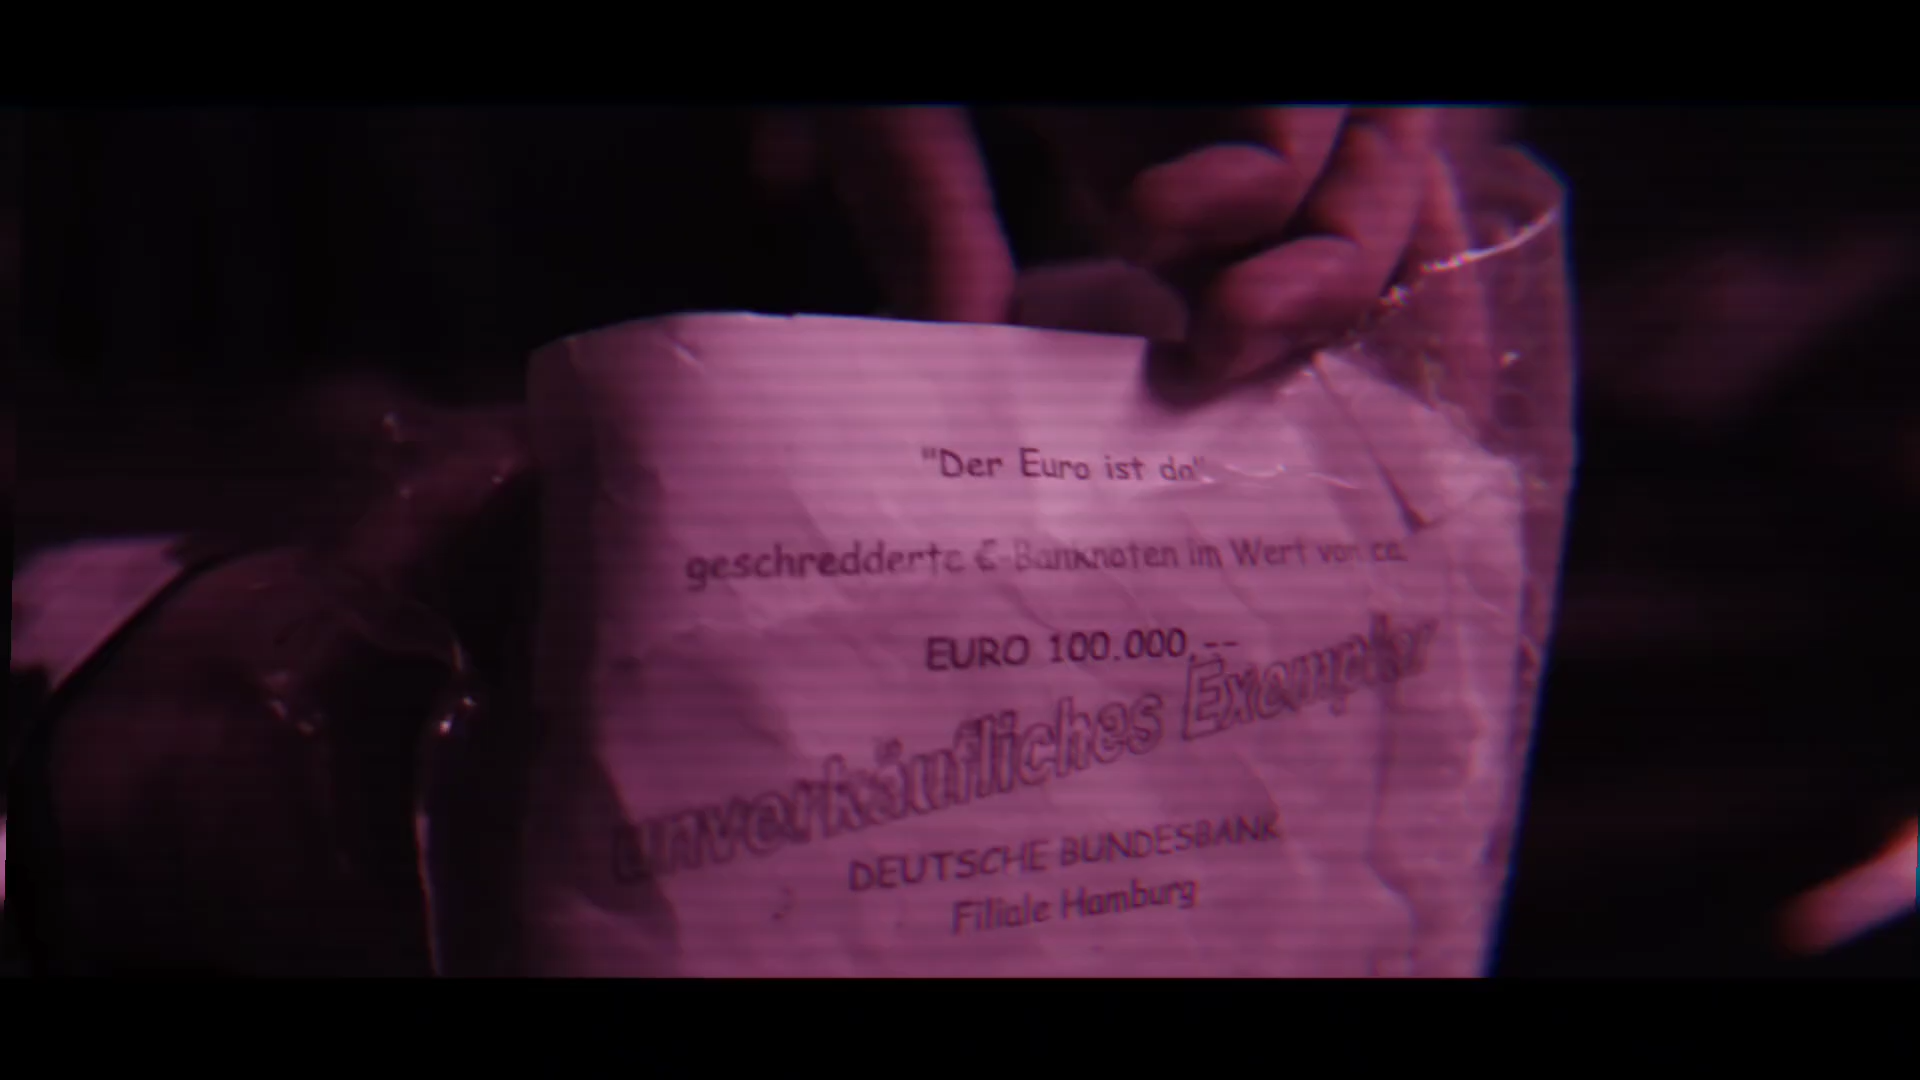 "Der Euro ist da"
geschredderte €-Banknoten im Wert von ca.
EURO 100.000,--
unverkäufliches Exemplar
DEUTSCHE BUNDESBANK
Filiale Hamburg